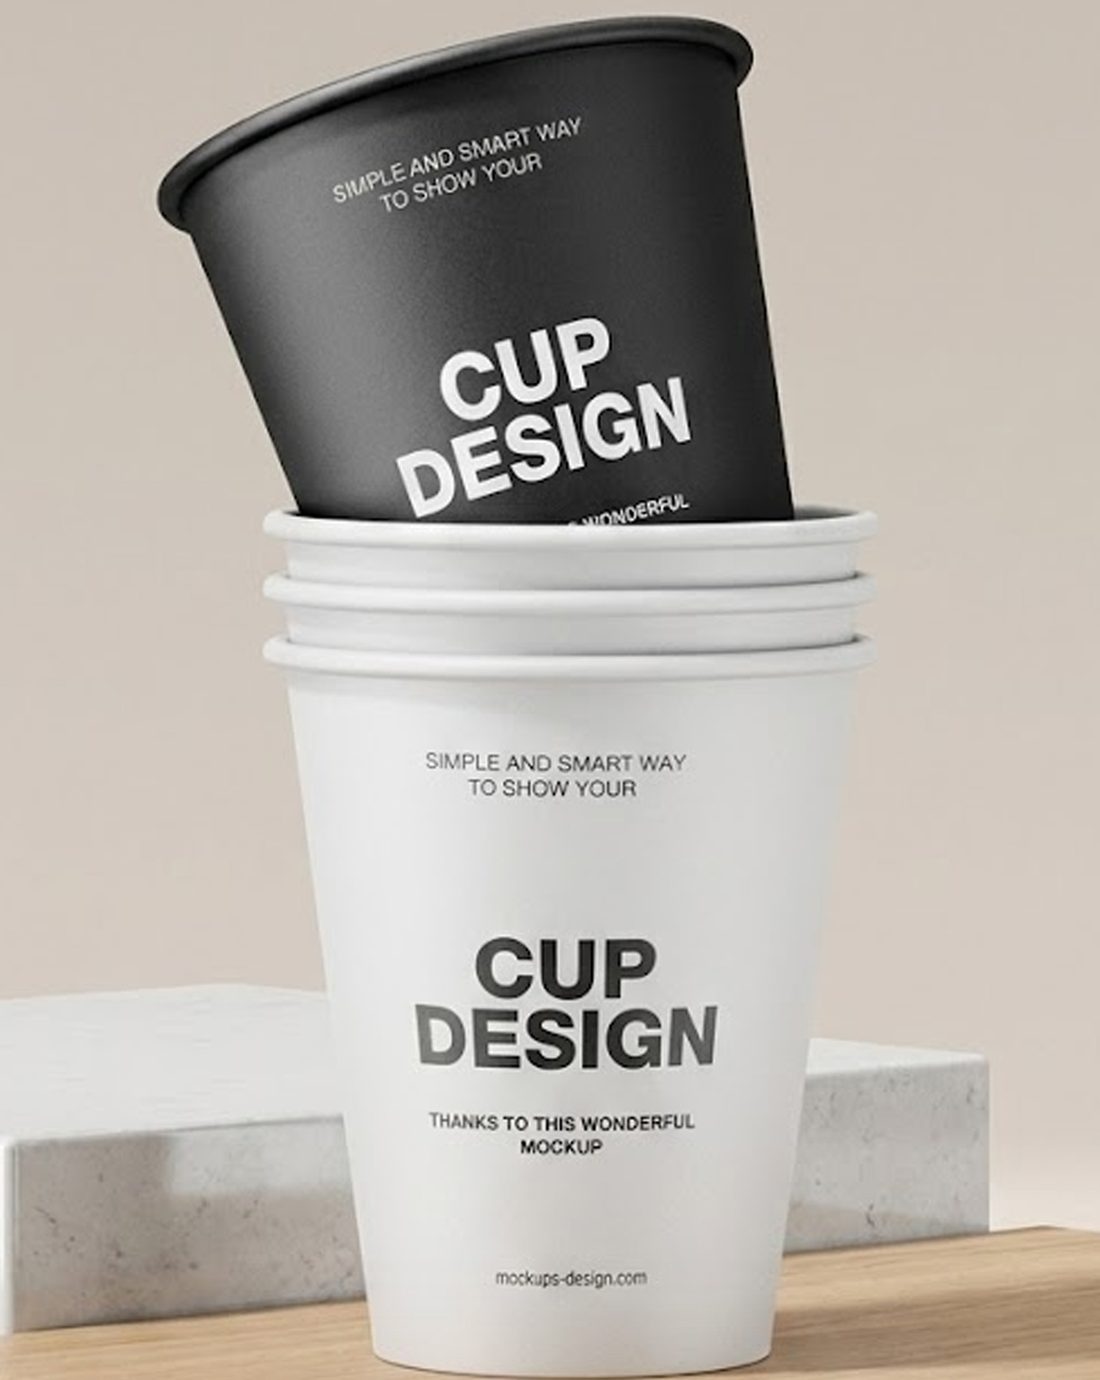 SIMPLE AND SMART WAY
TO SHOW YOUR
CUP
DESIGN
WONDERFUL
SIMPLE AND SMART WAY
TO SHOW YOUR
CUP
DESIGN
THANKS TO THIS WONDERFUL
MOCKUP
mockups-design.com